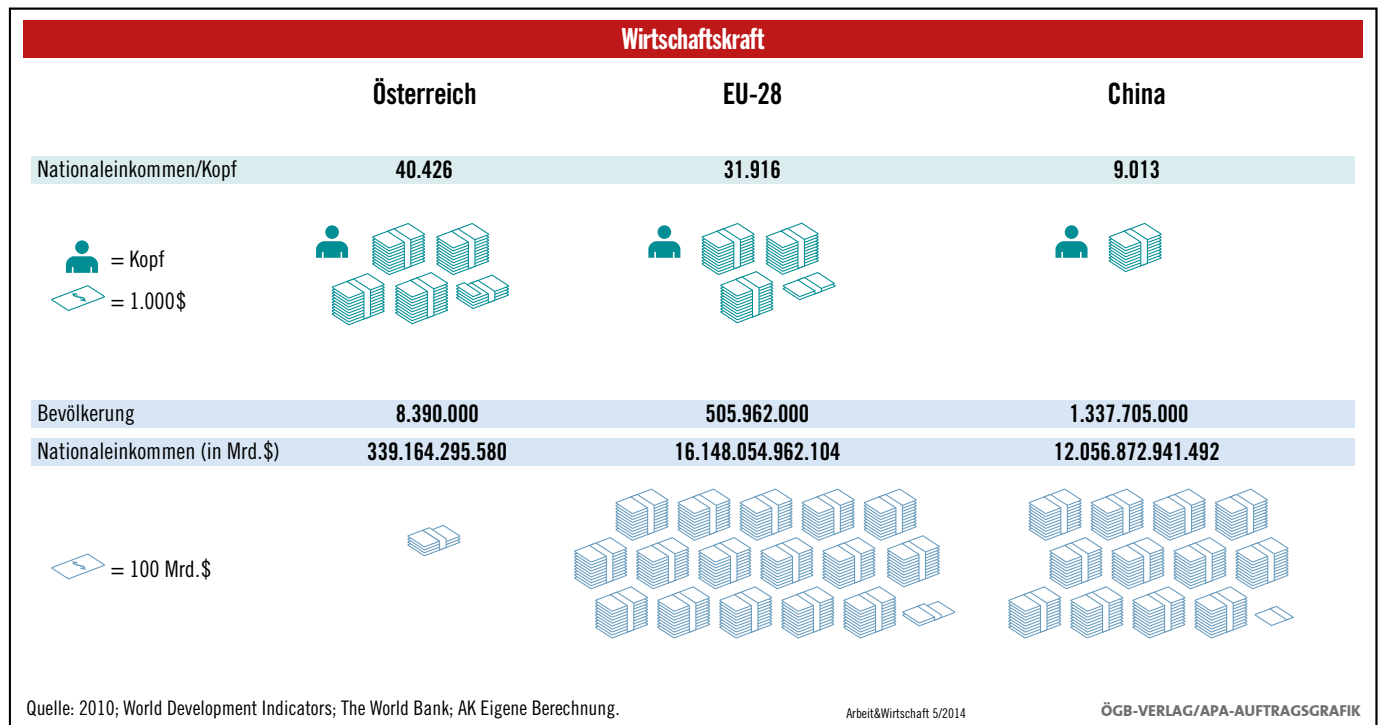 Wirtschaftskraft
Österreich EU-28 China
Nationaleinkommen/Kopf 40.426 31.916 9.013
= Kopf
= 1.000$
Bevölkerung 8.390.000 505.962.000 1.337.705.000
Nationaleinkommen (in Mrd.$) 339.164.295.580 16.148.054.962.104 12.056.872.941.492
= 100 Mrd.$
Quelle: 2010; World Development Indicators; The World Bank; AK Eigene Berechnung. Arbeit&Wirtschaft 5/2014 ÖGB-VERLAG/APA-AUFTRAGSGRAFIK